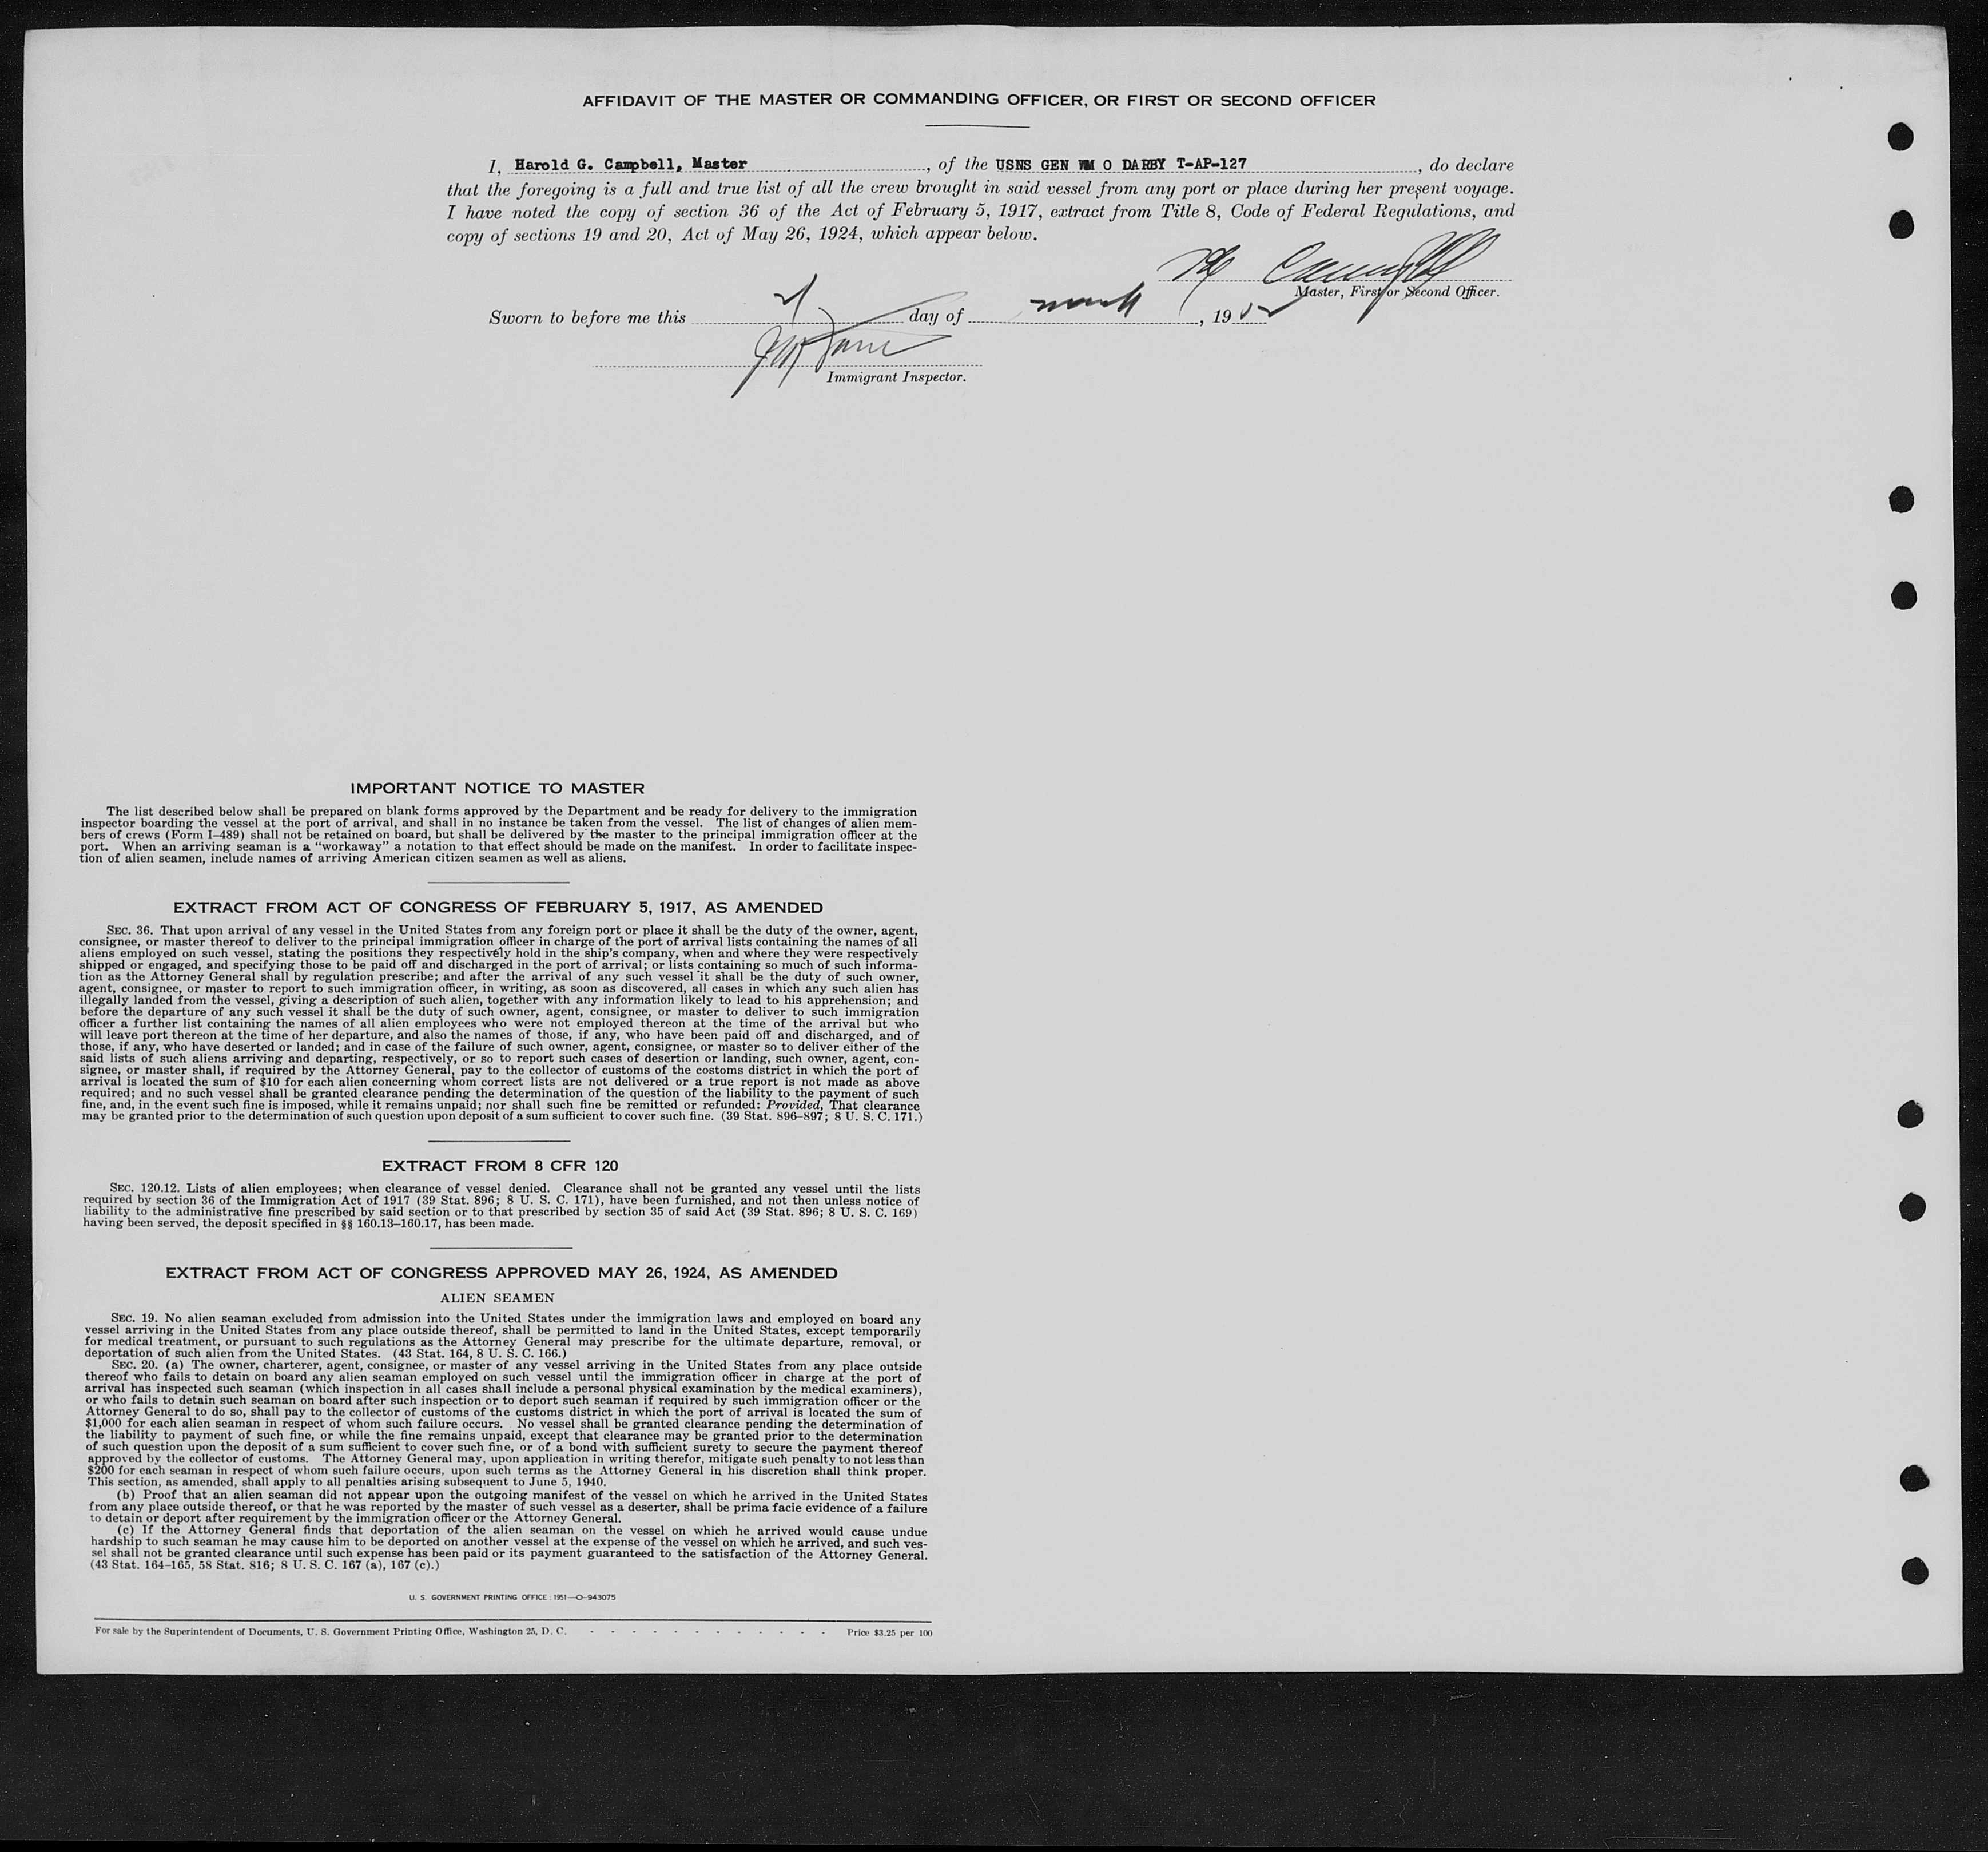 AFFIDAVIT OF THE MASTER OR COMMANDING OFFICER, OR FIRST OR SECOND OFFICER
I, Harold G. Campbell, Master, of the USNS GEN WM O DARBY T-AP-127, do declare
that the foregoing is a full and true list of all the crew brought in said vessel from any port or place during her present voyage.
I have noted the copy of section 36 of the Act of February 5, 1917, extract from Title 8, Code of Federal Regulations, and
copy of sections 19 and 20, Act of May 26, 1924, which appear below.
Campbell
Master, First or Second Officer.
Sworn to before me this day of March, 1952
Immigrant Inspector.
IMPORTANT NOTICE TO MASTER
The list described below shall be prepared on blank forms approved by the Department and be ready for delivery to the immigration
inspector boarding the vessel at the port of arrival, and shall in no instance be taken from the vessel. The list of changes of alien mem-
bers of crews (Form I-489) shall not be retained on board, but shall be delivered by the master to the principal immigration officer at the
port. When an arriving seaman is a "workaway" a notation to that effect should be made on the manifest. In order to facilitate inspec-
tion of alien seamen, include names of arriving American citizen seamen as well as aliens.
EXTRACT FROM ACT OF CONGRESS OF FEBRUARY 5, 1917, AS AMENDED
SEC. 36. That upon arrival of any vessel in the United States from any foreign port or place it shall be the duty of the owner, agent,
consignee, or master thereof to deliver to the principal immigration officer in charge of the port of arrival lists containing the names of all
aliens employed on such vessel, stating the positions they respectively hold in the ship's company, when and where they were respectively
shipped or engaged, and specifying those to be paid off and discharged in the port of arrival; or lists containing so much of such informa-
tion as the Attorney General shall by regulation prescribe; and after the arrival of any such vessel it shall be the duty of such owner,
agent, consignee, or master to report to such immigration officer, in writing, as soon as discovered, all cases in which any such alien has
illegally landed from the vessel, giving a description of such alien, together with any information likely to lead to his apprehension; and
before the departure of any such vessel it shall be the duty of such owner, agent, consignee, or master to deliver to such immigration
officer a further list containing the names of all alien employees who were not employed thereon at the time of the arrival but who
will leave port thereon at the time of her departure, and also the names of those, if any, who have been paid off and discharged, and of
those, if any, who have deserted or landed; and in case of the failure of such owner, agent, consignee, or master so to deliver either of the
said lists of such aliens arriving and departing, respectively, or so to report such cases of desertion or landing, such owner, agent, con-
signee, or master shall, if required by the Attorney General, pay to the collector of customs of the costoms district in which the port of
arrival is located the sum of $10 for each alien concerning whom correct lists are not delivered or a true report is not made as above
required; and no such vessel shall be granted clearance pending the determination of the question of the liability to the payment of such
fine, and, in the event such fine is imposed, while it remains unpaid; nor shall such fine be remitted or refunded: Provided, That clearance
may be granted prior to the determination of such question upon deposit of a sum sufficient to cover such fine. (39 Stat. 896-897; 8 U. S. C. 171.)
EXTRACT FROM 8 CFR 120
SEC. 120.12. Lists of alien employees; when clearance of vessel denied. Clearance shall not be granted any vessel until the lists
required by section 36 of the Immigration Act of 1917 (39 Stat. 896; 8 U. S. C. 171), have been furnished, and not then unless notice of
liability to the administrative fine prescribed by said section or to that prescribed by section 35 of said Act (39 Stat. 896; 8 U. S. C. 169)
having been served, the deposit specified in §§ 160.13-160.17, has been made.
EXTRACT FROM ACT OF CONGRESS APPROVED MAY 26, 1924, AS AMENDED
ALIEN SEAMEN
SEC. 19. No alien seaman excluded from admission into the United States under the immigration laws and employed on board any
vessel arriving in the United States from any place outside thereof, shall be permitted to land in the United States, except temporarily
for medical treatment, or pursuant to such regulations as the Attorney General may prescribe for the ultimate departure, removal, or
deportation of such alien from the United States. (43 Stat. 164, 8 U. S. C. 166.)
SEC. 20. (a) The owner, charterer, agent, consignee, or master of any vessel arriving in the United States from any place outside
thereof who fails to detain on board any alien seaman employed on such vessel until the immigration officer in charge at the port of
arrival has inspected such seaman (which inspection in all cases shall include a personal physical examination by the medical examiners),
or who fails to detain such seaman on board after such inspection or to deport such seaman if required by such immigration officer or the
Attorney General to do so, shall pay to the collector of customs of the customs district in which the port of arrival is located the sum of
$1,000 for each alien seaman in respect of whom such failure occurs. No vessel shall be granted clearance pending the determination of
the liability to payment of such fine, or while the fine remains unpaid, except that clearance may be granted prior to the determination
of such question upon the deposit of a sum sufficient to cover such fine, or of a bond with sufficient surety to secure the payment thereof
approved by the collector of customs. The Attorney General may, upon application in writing therefor, mitigate such penalty to not less than
$200 for each seaman in respect of whom such failure occurs, upon such terms as the Attorney General in his discretion shall think proper.
This section, as amended, shall apply to all penalties arising subsequent to June 5, 1940.
(b) Proof that an alien seaman did not appear upon the outgoing manifest of the vessel on which he arrived in the United States
from any place outside thereof, or that he was reported by the master of such vessel as a deserter, shall be prima facie evidence of a failure
to detain or deport after requirement by the immigration officer or the Attorney General.
(c) If the Attorney General finds that deportation of the alien seaman on the vessel on which he arrived would cause undue
hardship to such seaman he may cause him to be deported on another vessel at the expense of the vessel on which he arrived, and such ves-
sel shall not be granted clearance until such expense has been paid or its payment guaranteed to the satisfaction of the Attorney General.
(43 Stat. 164-165, 58 Stat. 816; 8 U. S. C. 167 (a), 167 (c).)
U. S. GOVERNMENT PRINTING OFFICE : 1951—O-943075
For sale by the Superintendent of Documents, U. S. Government Printing Office, Washington 25, D. C. - - - - - - - - - - - - Price $3.25 per 100